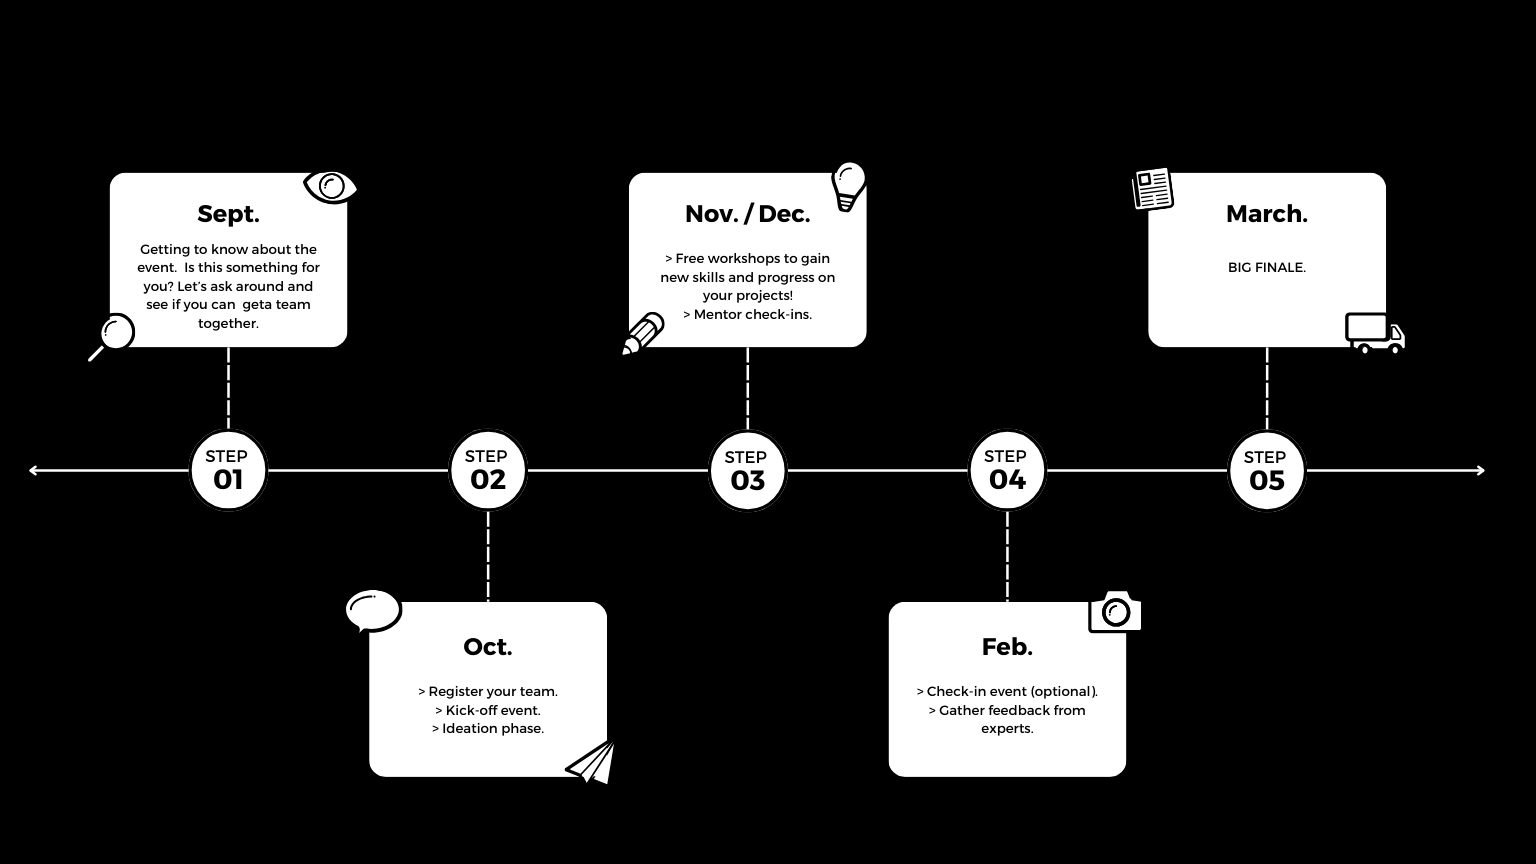 Sept.
Getting to know about the
event.  Is this something for
you? Let's ask around and
see if you can  geta team
together.
Nov. / Dec.
> Free workshops to gain
new skills and progress on
your projects!
> Mentor check-ins.
March.
BIG FINALE.
STEP
01
STEP
02
STEP
03
STEP
04
STEP
05
Oct.
> Register your team.
> Kick-off event.
> Ideation phase.
Feb.
> Check-in event (optional).
> Gather feedback from
experts.